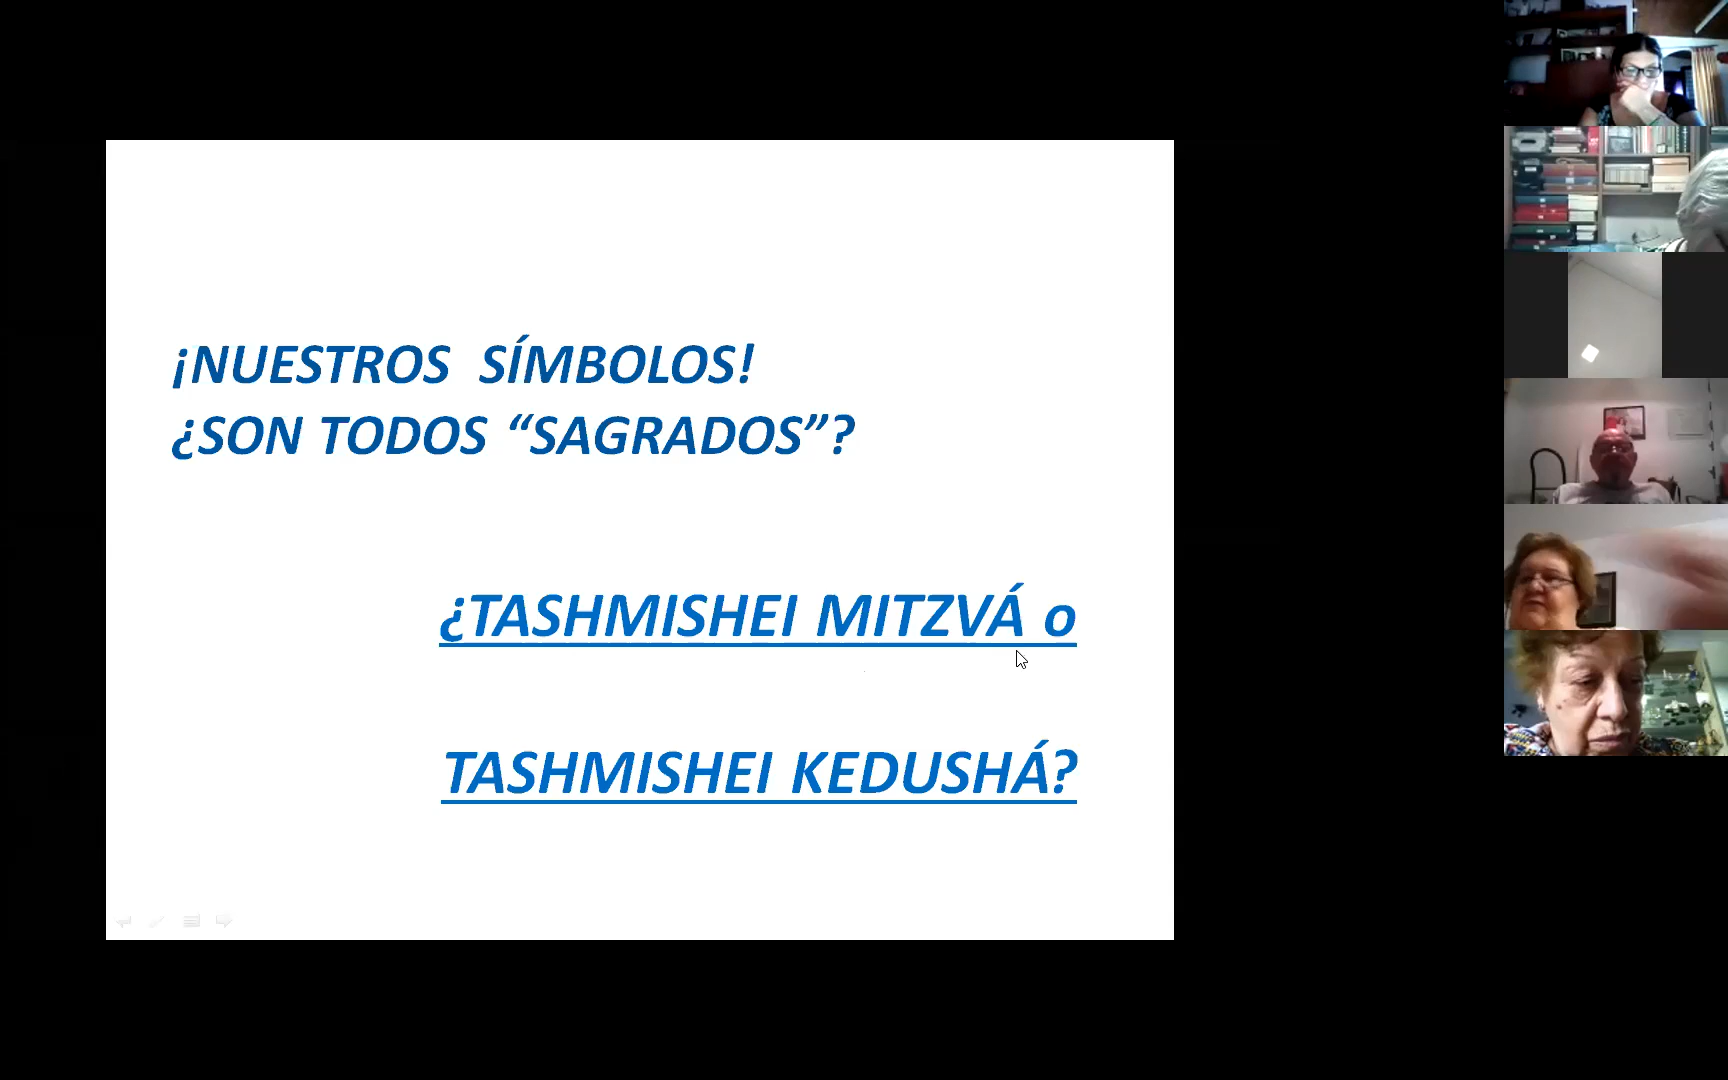 ¡NUESTROS SÍMBOLOS!
¿SON TODOS “SAGRADOS”?
¿TASHMISHEI MITZVÁ o
TASHMISHEI KEDUSHÁ?